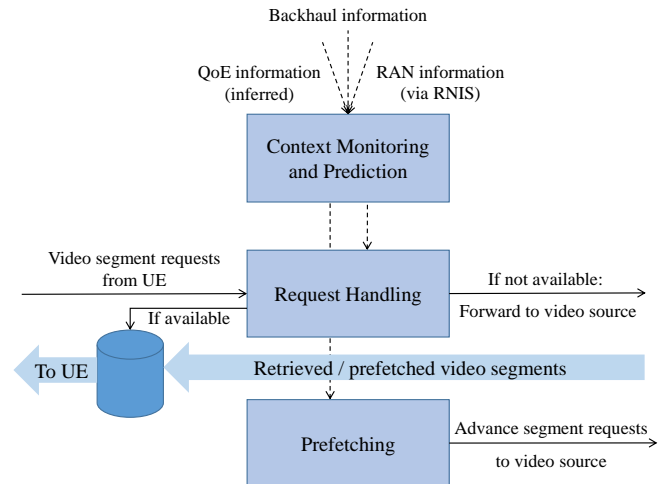 Backhaul information
QoE information
(inferred)
RAN information
(via RNIS)
Context Monitoring
and Prediction
Video segment requests
from UE
Request Handling
If not available:
Forward to video source
If available
To UE
Retrieved / prefetched video segments
Prefetching
Advance segment requests
to video source